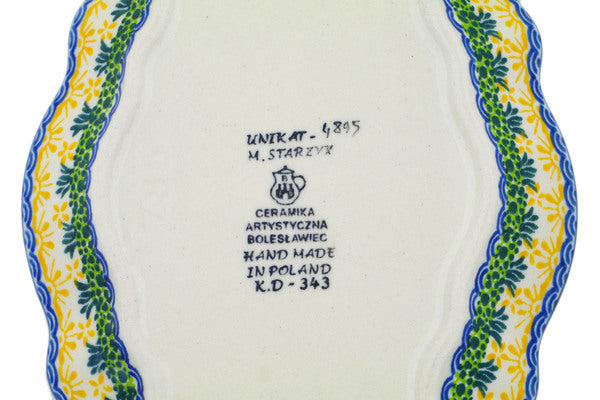 UNIKAT - 4895
M. STARZYK
B
CERAMIKA
ARTYSTYCZNA
BOLESŁAWIEC
HAND MADE
IN POLAND
K.D - 343